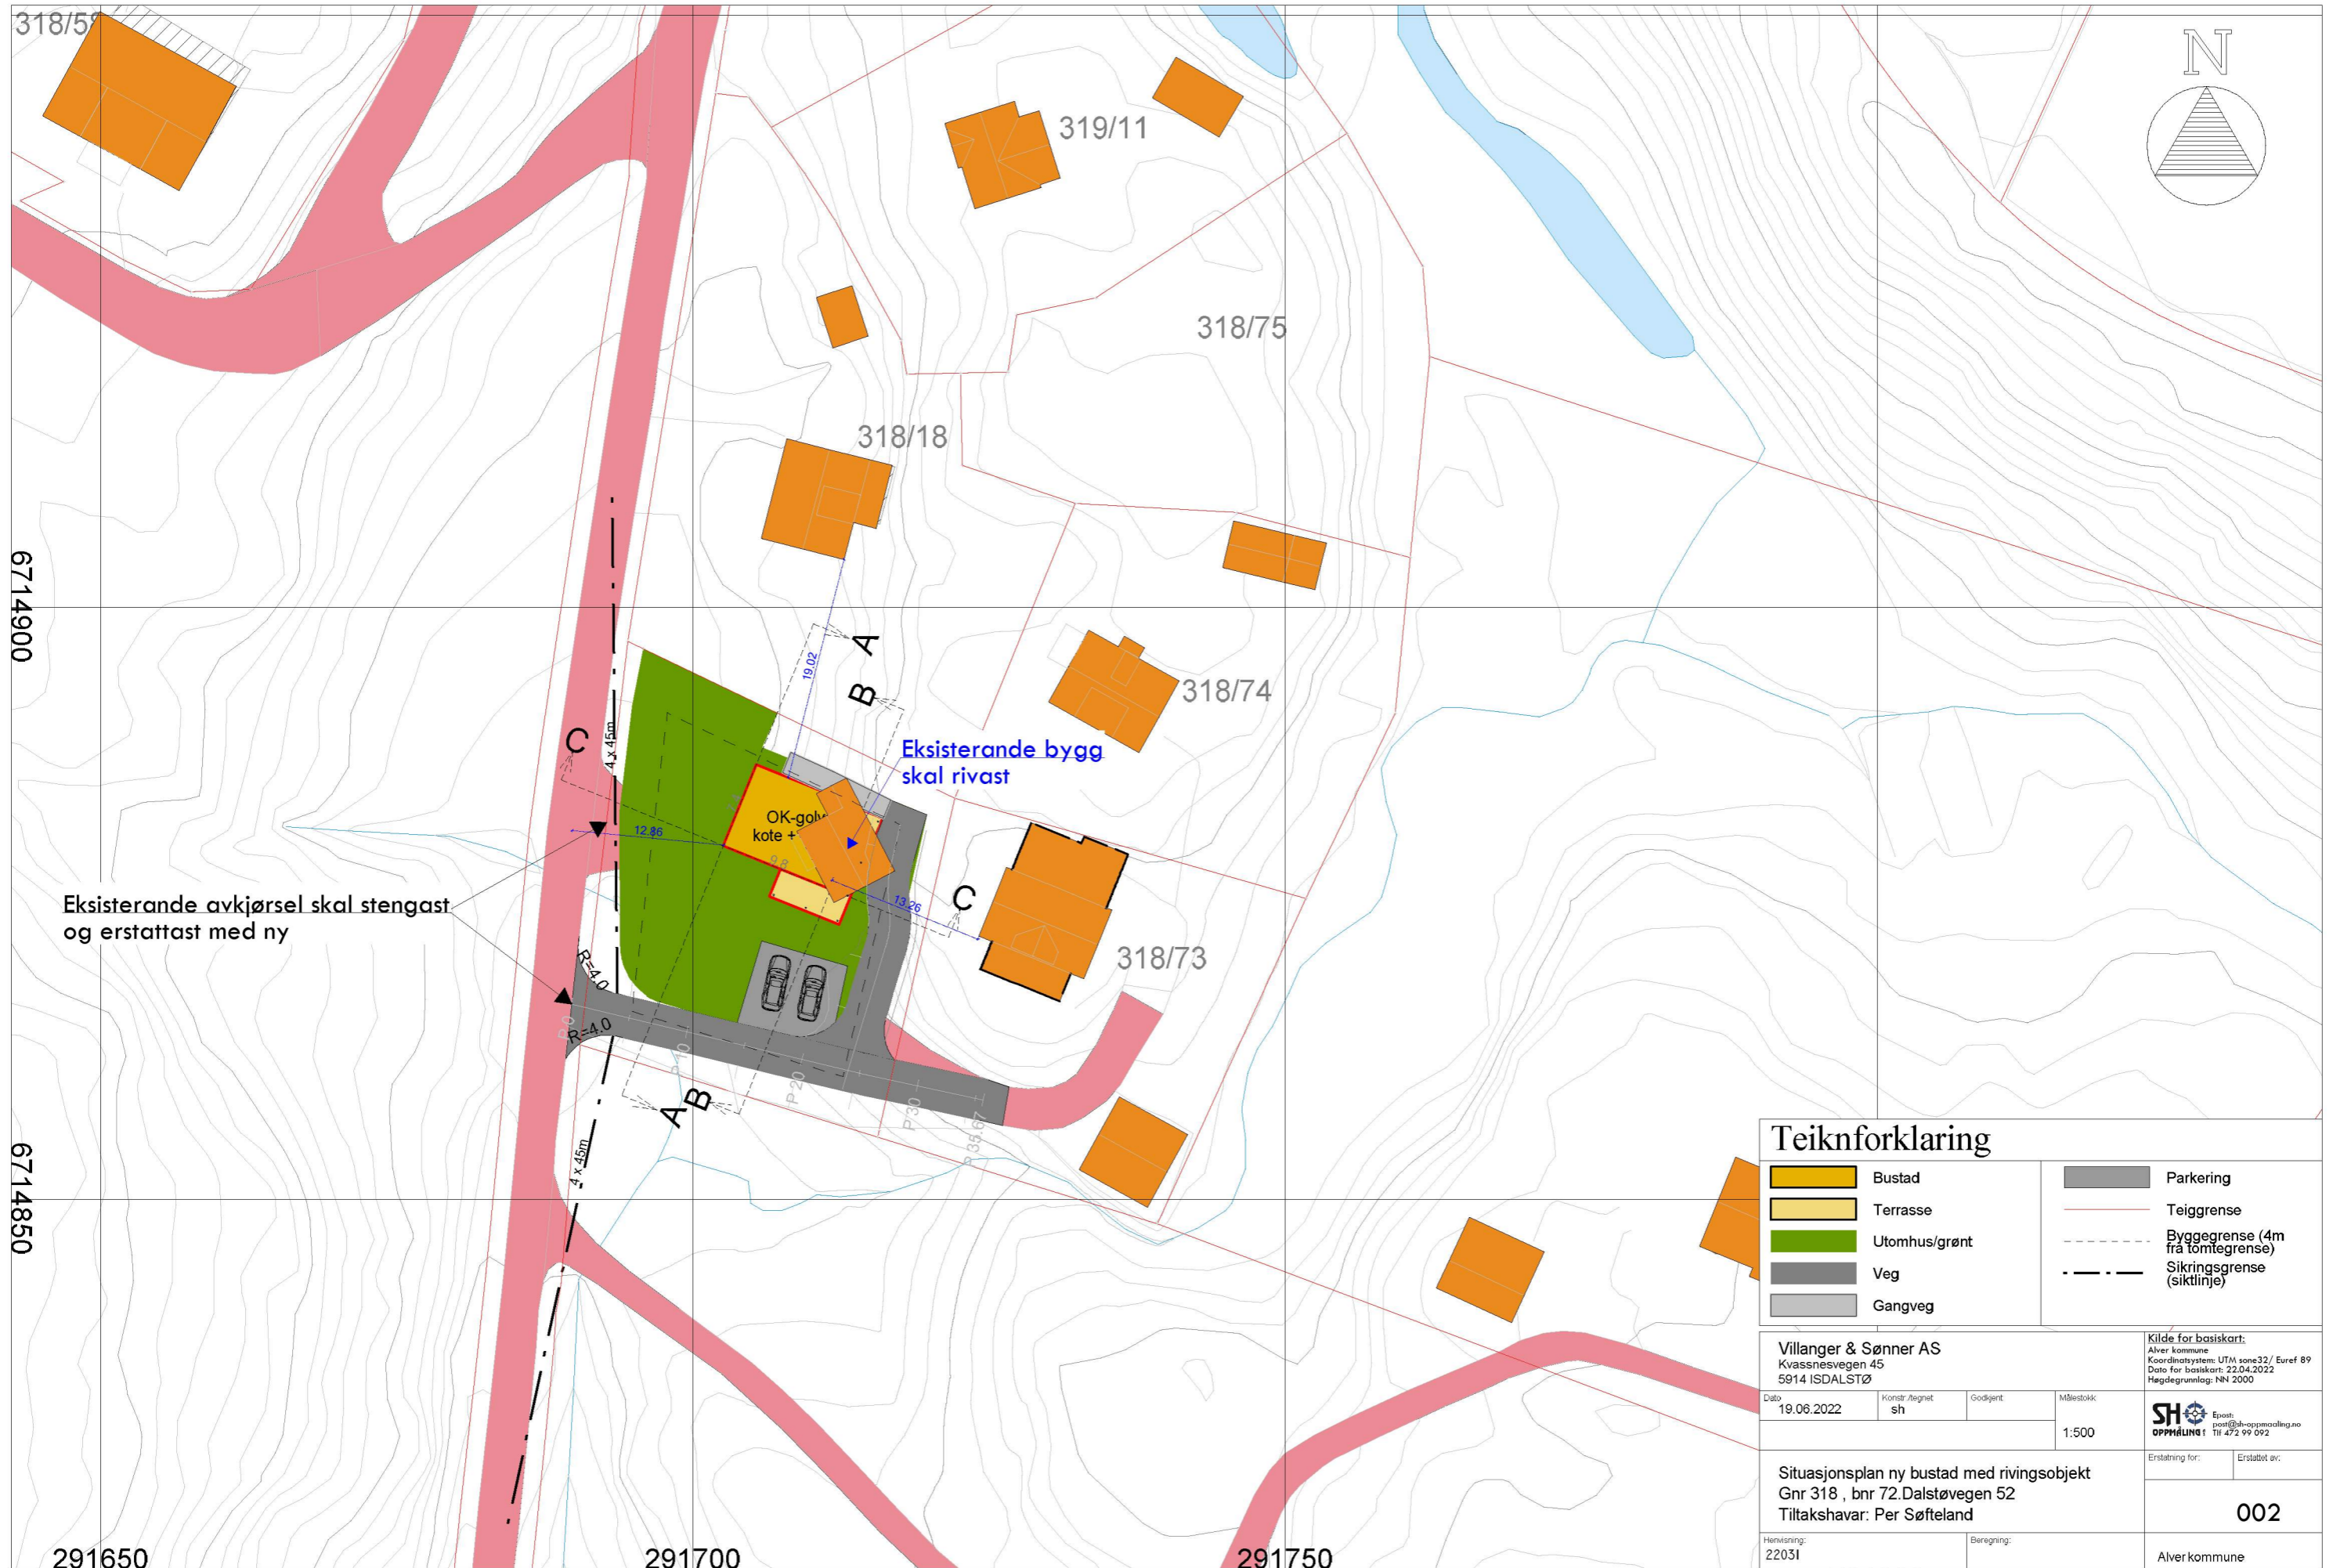 318/5
N
319/11
318/75
318/18
6714900
A
19.02
B
318/74
C
4 x 45m
Eksisterande bygg
skal rivast
OK-golv
kote +
12.86
9.8
Eksisterande avkjørsel skal stengast
og erstattast med ny
13.26
C
318/73
R=4.0
R=4.0
P 10
P 20
P 30
35.67
A
B
4 x 45m
6714850
291650
291700
291750
Teiknforklaring
Bustad
Terrasse
Utomhus/grønt
Veg
Gangveg
Parkering
Teiggrense
Byggegrense (4m
frå tomtegrense)
Sikringsgrense
(siktlinje)
Villanger & Sønner AS
Kvassnesvegen 45
5914 ISDALSTØ
Kilde for basiskart:
Alver kommune
Koordinatsystem: UTM sone32/ Euref 89
Dato for basiskart: 22.04.2022
Høgdegrunnlag: NN 2000
Dato
19.06.2022
Konstr./tegnet
sh
Godkjent
Målestokk
1:500
SH
OPPMÅLING
Epost:
post@sh-oppmaaling.no
Tlf 472 99 092
Situasjonsplan ny bustad med rivingsobjekt
Gnr 318 , bnr 72.Dalstøvegen 52
Tiltakshavar: Per Søfteland
Erstatning for:
Erstattet av:
002
Henvisning:
22031
Beregning:
Alver kommune